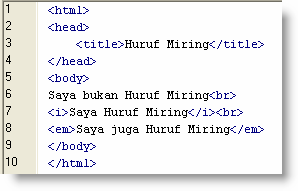 1 <html>
2 <head>
3 <title>Huruf Miring</title>
4 </head>
5 <body>
6 Saya bukan Huruf Miring<br>
7 <i>Saya Huruf Miring</i><br>
8 <em>Saya juga Huruf Miring</em>
9 </body>
10 </html>